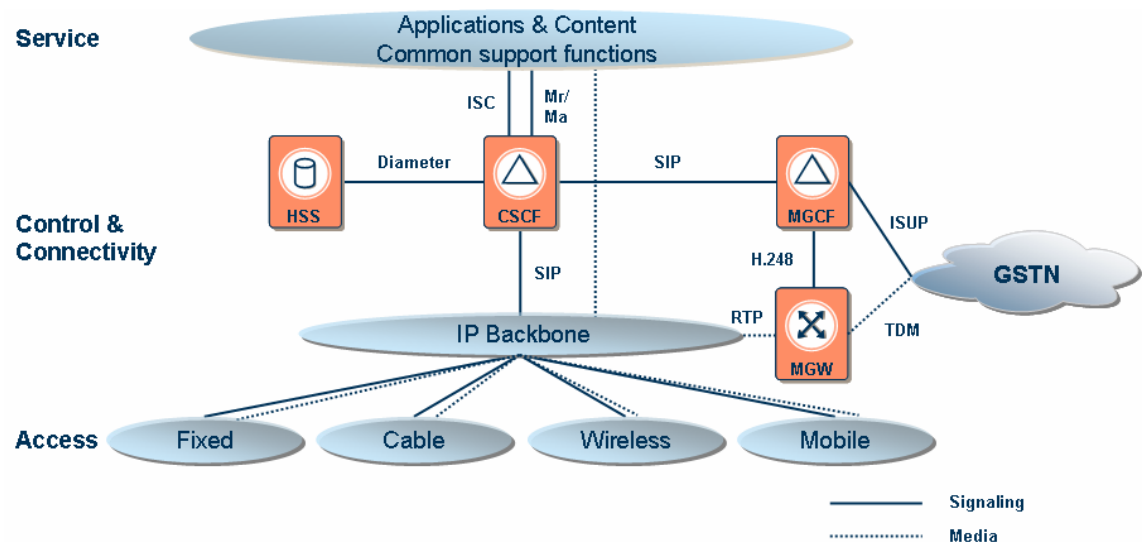 Service
Applications & Content
Common support functions
ISC
Mr/
Ma
Diameter
SIP
HSS
CSCF
MGCF
Control &
Connectivity
ISUP
SIP
H.248
GSTN
RTP
TDM
IP Backbone
MGW
Access
Fixed
Cable
Wireless
Mobile
Signaling
Media